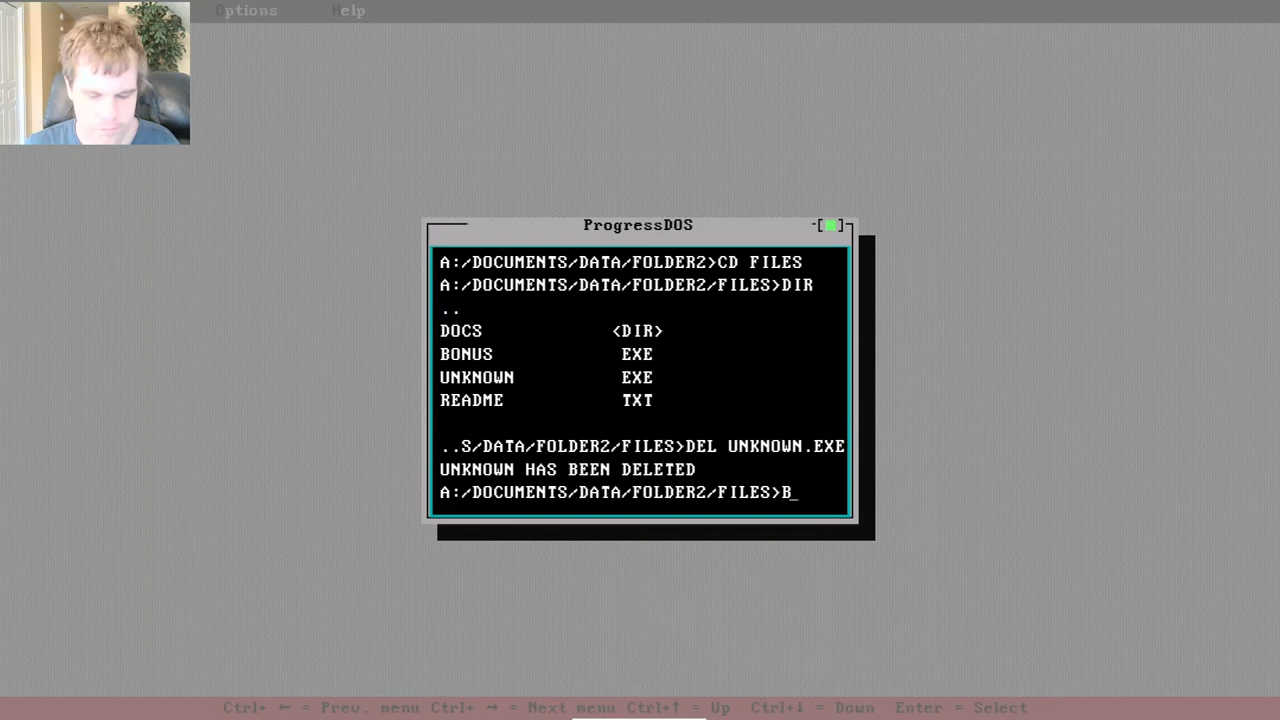 Options Help
ProgressDOS
A:/DOCUMENTS/DATA/FOLDER2>CD FILES
A:/DOCUMENTS/DATA/FOLDER2/FILES>DIR
..
DOCS <DIR>
BONUS EXE
UNKNOWN EXE
README TXT
..S/DATA/FOLDER2/FILES>DEL UNKNOWN.EXE
UNKNOWN HAS BEEN DELETED
A:/DOCUMENTS/DATA/FOLDER2/FILES>B_
Ctrl+ ← = Prev. menu Ctrl+ → = Next menu Ctrl+↑ = Up Ctrl+↓ = Down Enter = Select